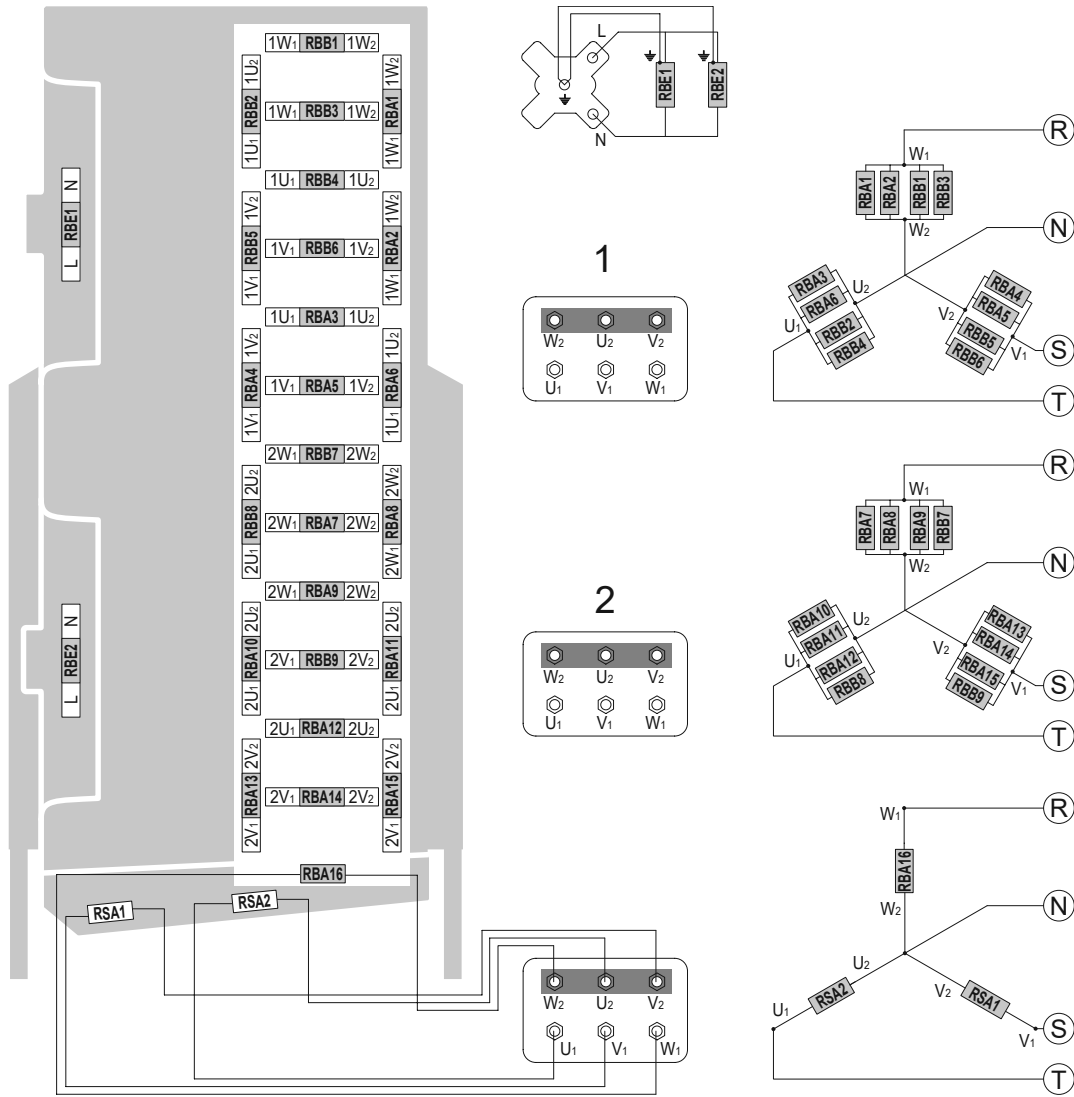 1W1 RBB1 1W2
1U2 RBB2 1U1
1W2 RBA1 1W1
1W1 RBB3 1W2
1U1 RBB4 1U2
1V2 RBB5 1V1
1W2 RBA2 1W1
1V1 RBB6 1V2
1U1 RBA3 1U2
1V2 RBA4 1V1
1U2 RBA6 1U1
1V1 RBA5 1V2
2W1 RBB7 2W2
2U2 RBB8 2U1
2W2 RBA8 2W1
2W1 RBA7 2W2
2W1 RBA9 2W2
2U2 RBA10 2U1
2U2 RBA11 2U1
2V1 RBB9 2V2
2U1 RBA12 2U2
2V2 RBA13 2V1
2V2 RBA15 2V1
2V1 RBA14 2V2
RBA16
RSA1
RSA2
L RBE1 N
L RBE2 N
L
N
RBE1
RBE2
1
W2 U2 V2
U1 V1 W1
2
W2 U2 V2
U1 V1 W1
W2 U2 V2
U1 V1 W1
R
W1
RBA1 RBA2 RBB1 RBB3
W2
N
RBA3
RBA6
RBB2
RBB4
U2
U1
RBA4
RBA5
RBB5
RBB6
V2
V1
S
T
R
W1
RBA7 RBA8 RBA9 RBB7
W2
N
RBA10
RBA11
RBA12
RBB8
U2
U1
RBA13
RBA14
RBA15
RBB9
V2
V1
S
T
R
W1
RBA16
W2
N
U2
RSA2
U1
V2
RSA1
V1
S
T